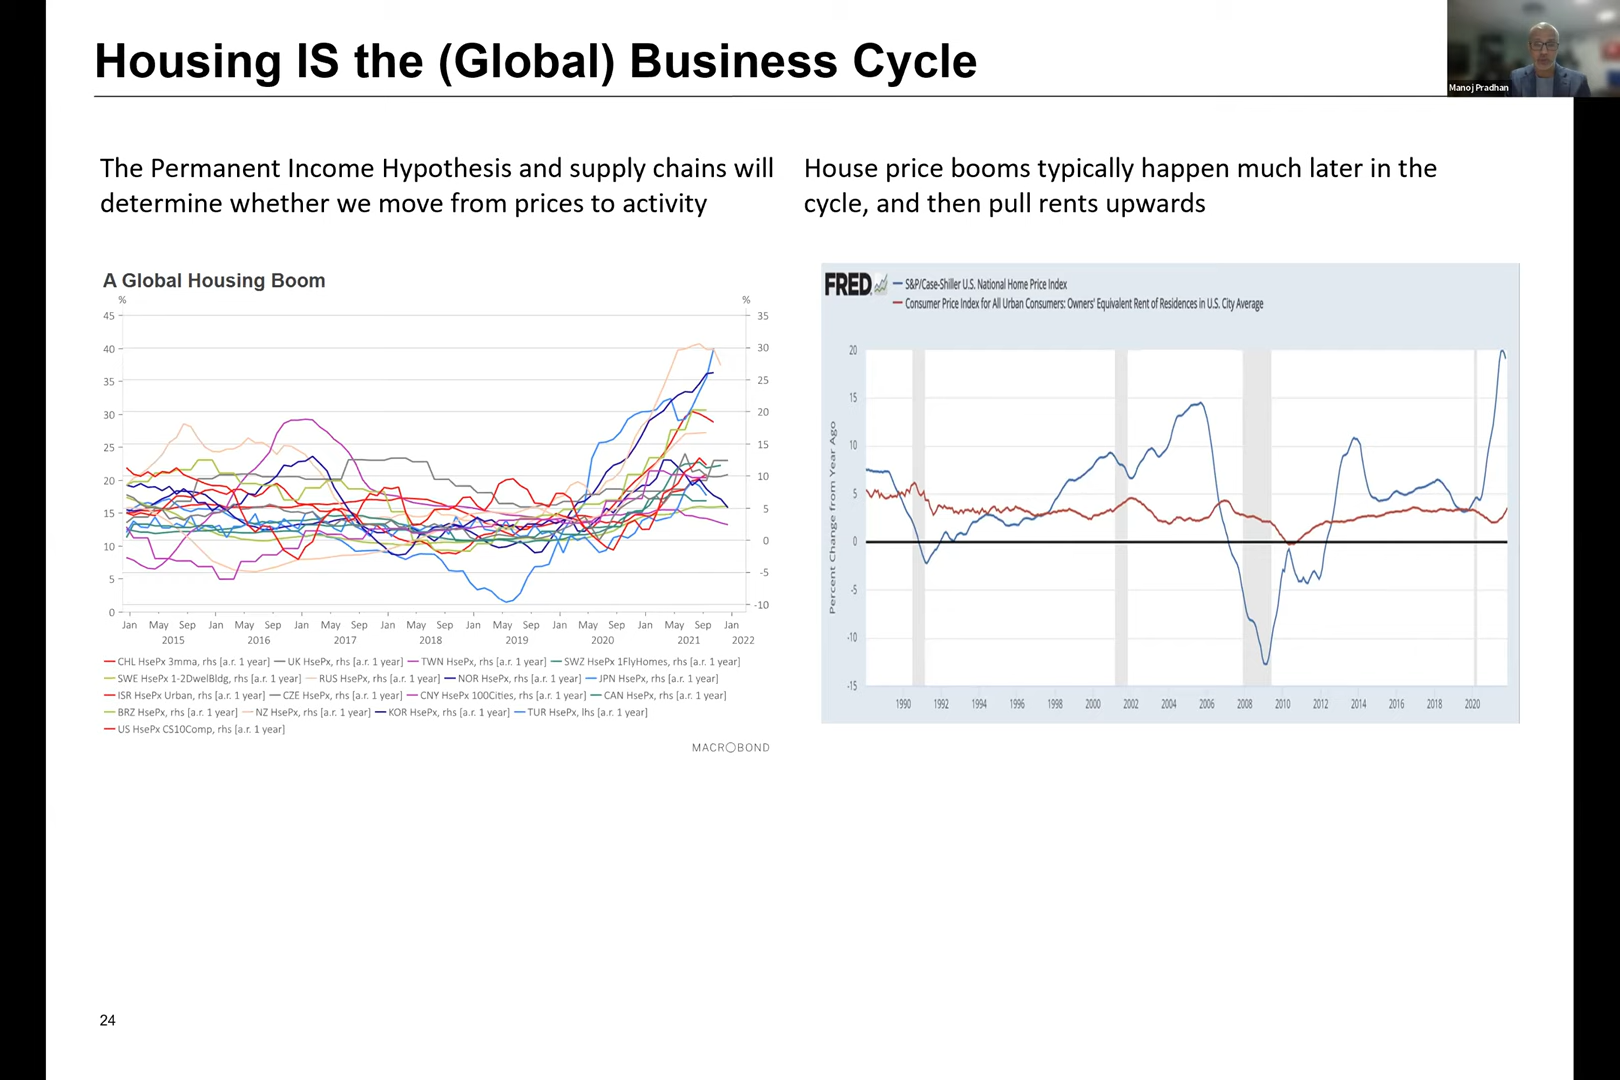 Housing IS the (Global) Business Cycle
Manoj Pradhan
The Permanent Income Hypothesis and supply chains will
determine whether we move from prices to activity
House price booms typically happen much later in the
cycle, and then pull rents upwards
A Global Housing Boom
% %
45 35
40 30
35 25
30 20
25 15
20 10
15 5
10 0
5 -5
0 -10
Jan May Sep Jan May Sep Jan May Sep Jan May Sep Jan May Sep Jan May Sep Jan May Sep Jan
2015 2016 2017 2018 2019 2020 2021 2022
CHL HsePx 3mma, rhs [a.r. 1 year] UK HsePx, rhs [a.r. 1 year] TWN HsePx, rhs [a.r. 1 year] SWZ HsePx 1FlyHomes, rhs [a.r. 1 year]
SWE HsePx 1-2DwelBldg, rhs [a.r. 1 year] RUS HsePx, rhs [a.r. 1 year] NOR HsePx, rhs [a.r. 1 year] JPN HsePx, rhs [a.r. 1 year]
ISR HsePx Urban, rhs [a.r. 1 year] CZE HsePx, rhs [a.r. 1 year] CNY HsePx 100Cities, rhs [a.r. 1 year] CAN HsePx, rhs [a.r. 1 year]
BRZ HsePx, rhs [a.r. 1 year] NZ HsePx, rhs [a.r. 1 year] KOR HsePx, rhs [a.r. 1 year] TUR HsePx, lhs [a.r. 1 year]
US HsePx CS10Comp, rhs [a.r. 1 year]
MACROBOND
FRED
S&P/Case-Shiller U.S. National Home Price Index
Consumer Price Index for All Urban Consumers: Owners' Equivalent Rent of Residences in U.S. City Average
Percent Change from Year Ago
20
15
10
5
0
-5
-10
-15
1990 1992 1994 1996 1998 2000 2002 2004 2006 2008 2010 2012 2014 2016 2018 2020
24